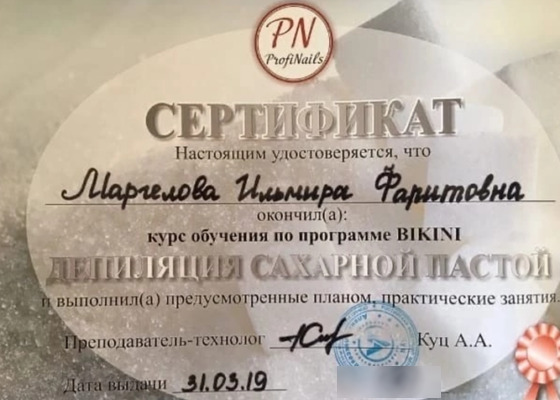 PN
ProfiNails
СЕРТИФИКАТ
Настоящим удостоверяется, что
Маргелова Ильмира Фаритовна
окончил(а):
курс обучения по программе BIKINI
ДЕПИЛЯЦИЯ САХАРНОЙ ПАСТОЙ
и выполнил(а) предусмотренные планом, практические занятия.
Преподаватель-технолог Куц А.А.
Дата выдачи 31.03.19